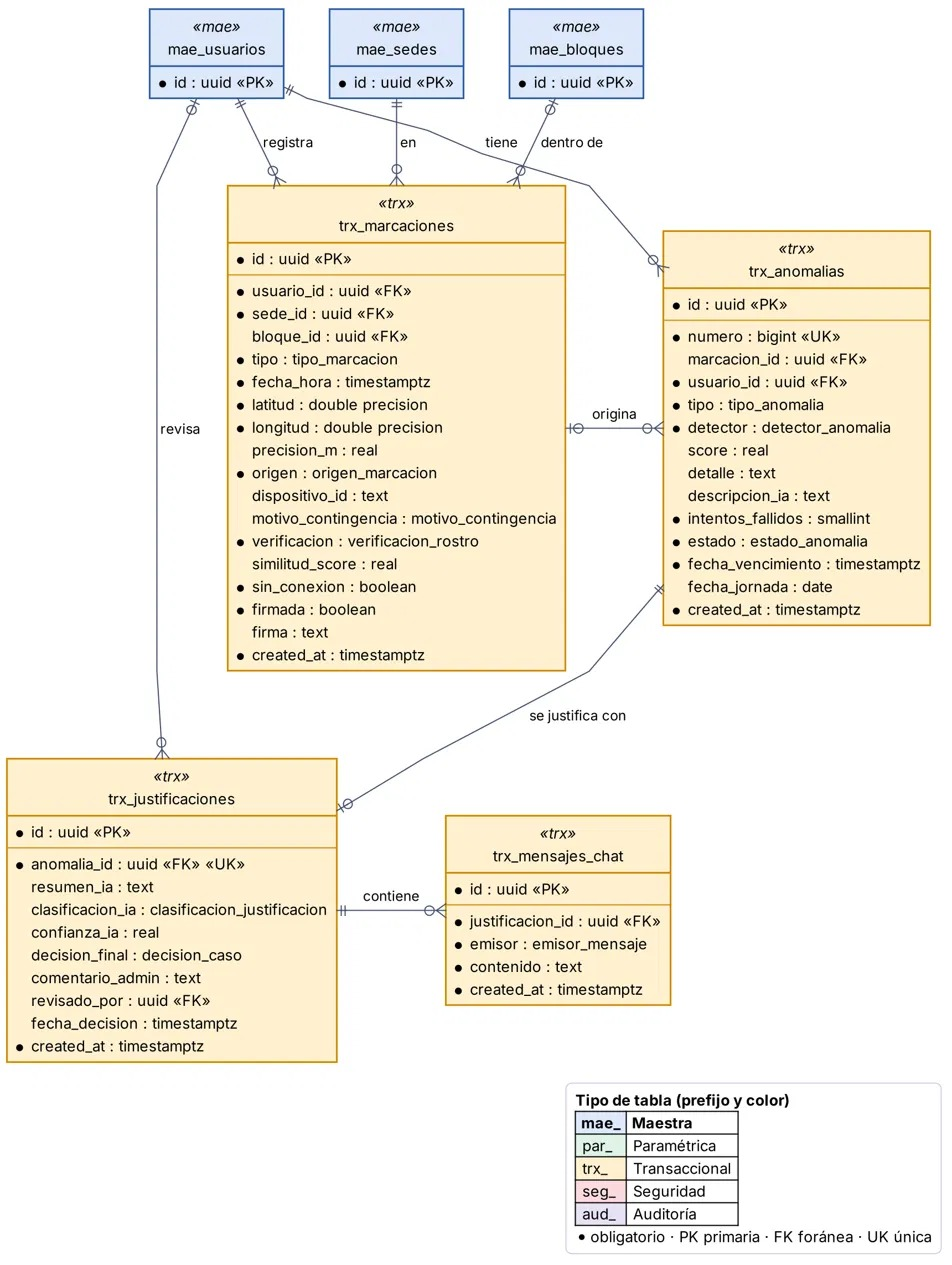 «mae»
mae_usuarios
● id : uuid «PK»
«mae»
mae_sedes
● id : uuid «PK»
«mae»
mae_bloques
● id : uuid «PK»
registra
en
tiene
dentro de
«trx»
trx_marcaciones
● id : uuid «PK»
● usuario_id : uuid «FK»
● sede_id : uuid «FK»
bloque_id : uuid «FK»
● tipo : tipo_marcacion
● fecha_hora : timestamptz
● latitud : double precision
● longitud : double precision
precision_m : real
● origen : origen_marcacion
dispositivo_id : text
motivo_contingencia : motivo_contingencia
● verificacion : verificacion_rostro
similitud_score : real
● sin_conexion : boolean
● firmada : boolean
firma : text
● created_at : timestamptz
«trx»
trx_anomalias
● id : uuid «PK»
● numero : bigint «UK»
marcacion_id : uuid «FK»
● usuario_id : uuid «FK»
● tipo : tipo_anomalia
● detector : detector_anomalia
score : real
detalle : text
descripcion_ia : text
● intentos_fallidos : smallint
● estado : estado_anomalia
● fecha_vencimiento : timestamptz
fecha_jornada : date
● created_at : timestamptz
origina
revisa
se justifica con
«trx»
trx_justificaciones
● id : uuid «PK»
● anomalia_id : uuid «FK» «UK»
resumen_ia : text
clasificacion_ia : clasificacion_justificacion
confianza_ia : real
decision_final : decision_caso
comentario_admin : text
revisado_por : uuid «FK»
fecha_decision : timestamptz
● created_at : timestamptz
contiene
«trx»
trx_mensajes_chat
● id : uuid «PK»
● justificacion_id : uuid «FK»
● emisor : emisor_mensaje
● contenido : text
● created_at : timestamptz
Tipo de tabla (prefijo y color)
mae_ Maestra
par_ Paramétrica
trx_ Transaccional
seg_ Seguridad
aud_ Auditoría
● obligatorio · PK primaria · FK foránea · UK única